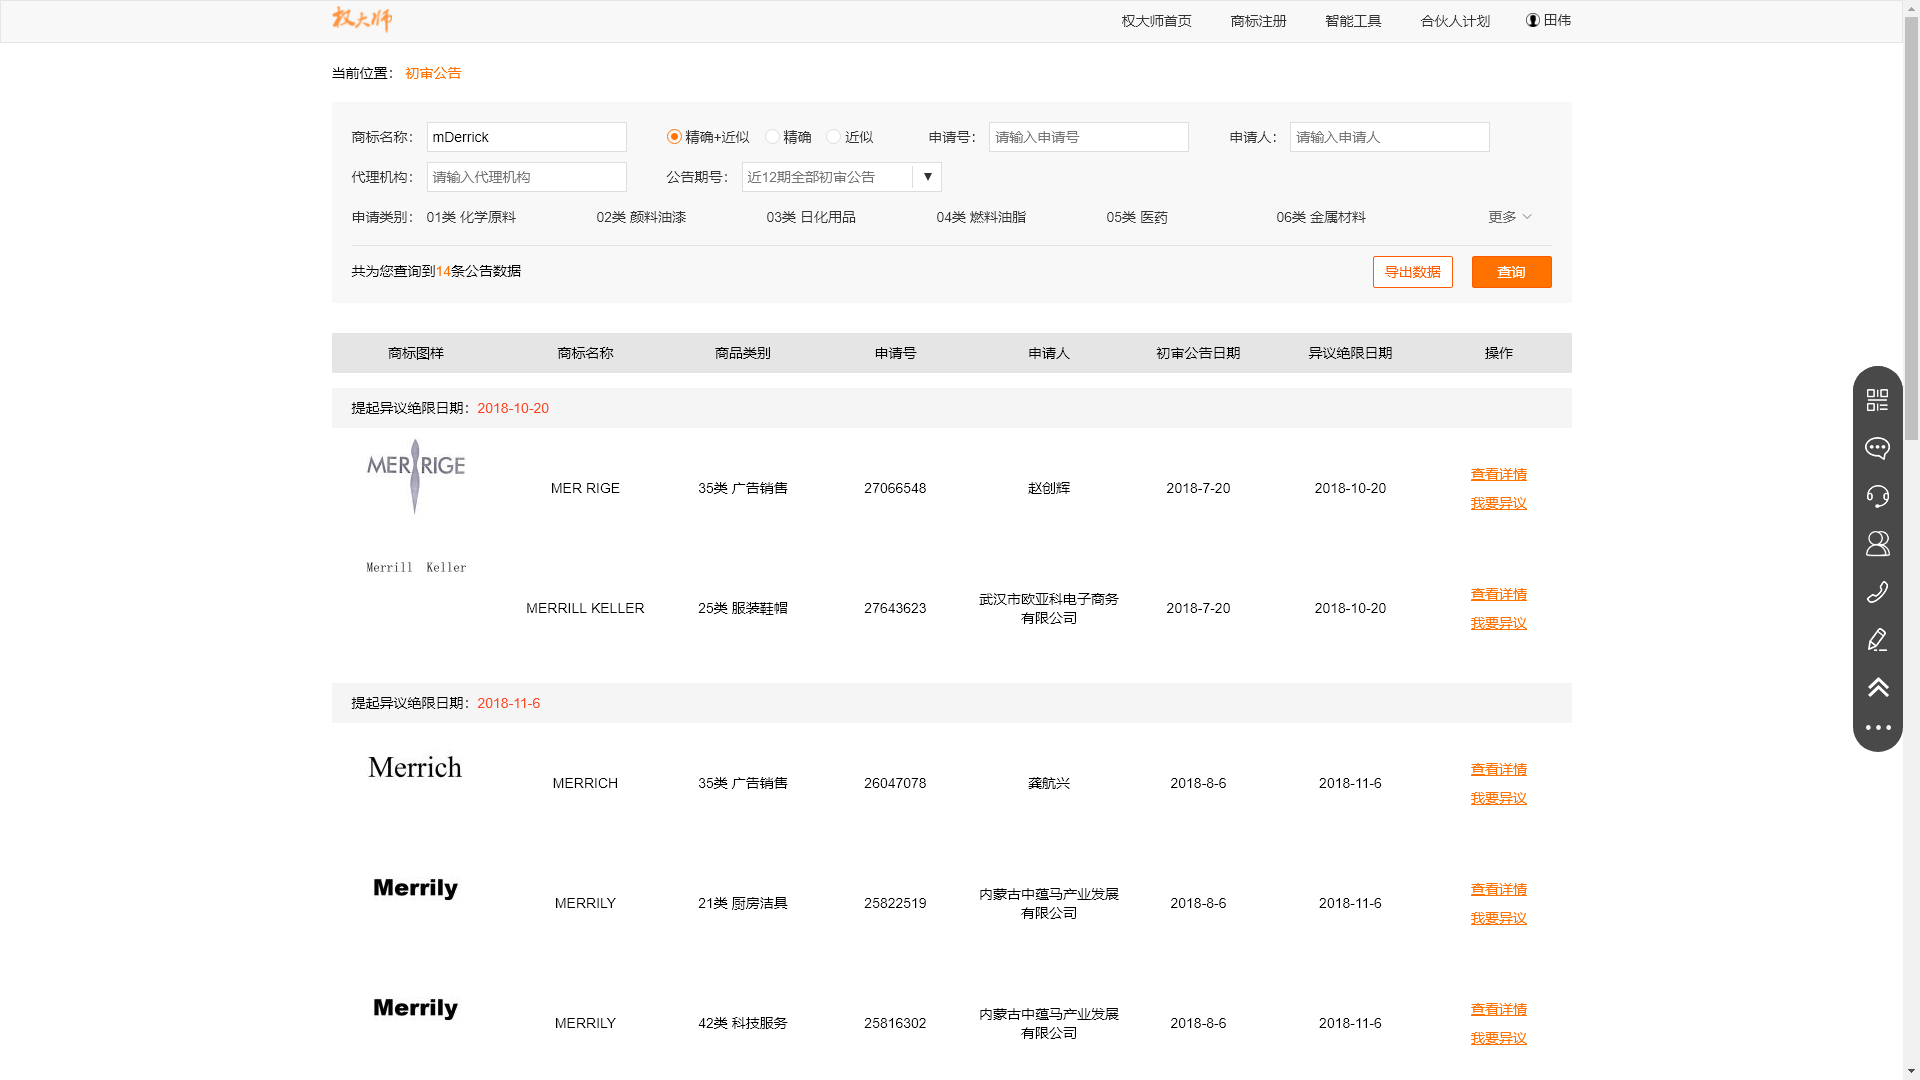 权大师 权大师首页 商标注册 智能工具 合伙人计划 田伟
当前位置： 初审公告
商标名称： mDerrick 精确+近似 精确 近似 申请号： 请输入申请号 申请人： 请输入申请人
代理机构： 请输入代理机构 公告期号： 近12期全部初审公告 ▼
申请类别： 01类 化学原料 02类 颜料油漆 03类 日化用品 04类 燃料油脂 05类 医药 06类 金属材料 更多
共为您查询到14条公告数据 导出数据 查询
商标图样 商标名称 商品类别 申请号 申请人 初审公告日期 异议绝限日期 操作
提起异议绝限日期：2018-10-20
MERRIGE
MER RIGE 35类 广告销售 27066548 赵创辉 2018-7-20 2018-10-20 查看详情
我要异议
Merrill Keller
MERRILL KELLER 25类 服装鞋帽 27643623 武汉市欧亚科电子商务 2018-7-20 2018-10-20 查看详情
有限公司 我要异议
提起异议绝限日期：2018-11-6
Merrich
MERRICH 35类 广告销售 26047078 龚航兴 2018-8-6 2018-11-6 查看详情
我要异议
Merrily
MERRILY 21类 厨房洁具 25822519 内蒙古中蕴马产业发展 2018-8-6 2018-11-6 查看详情
有限公司 我要异议
Merrily
MERRILY 42类 科技服务 25816302 内蒙古中蕴马产业发展 2018-8-6 2018-11-6 查看详情
有限公司 我要异议